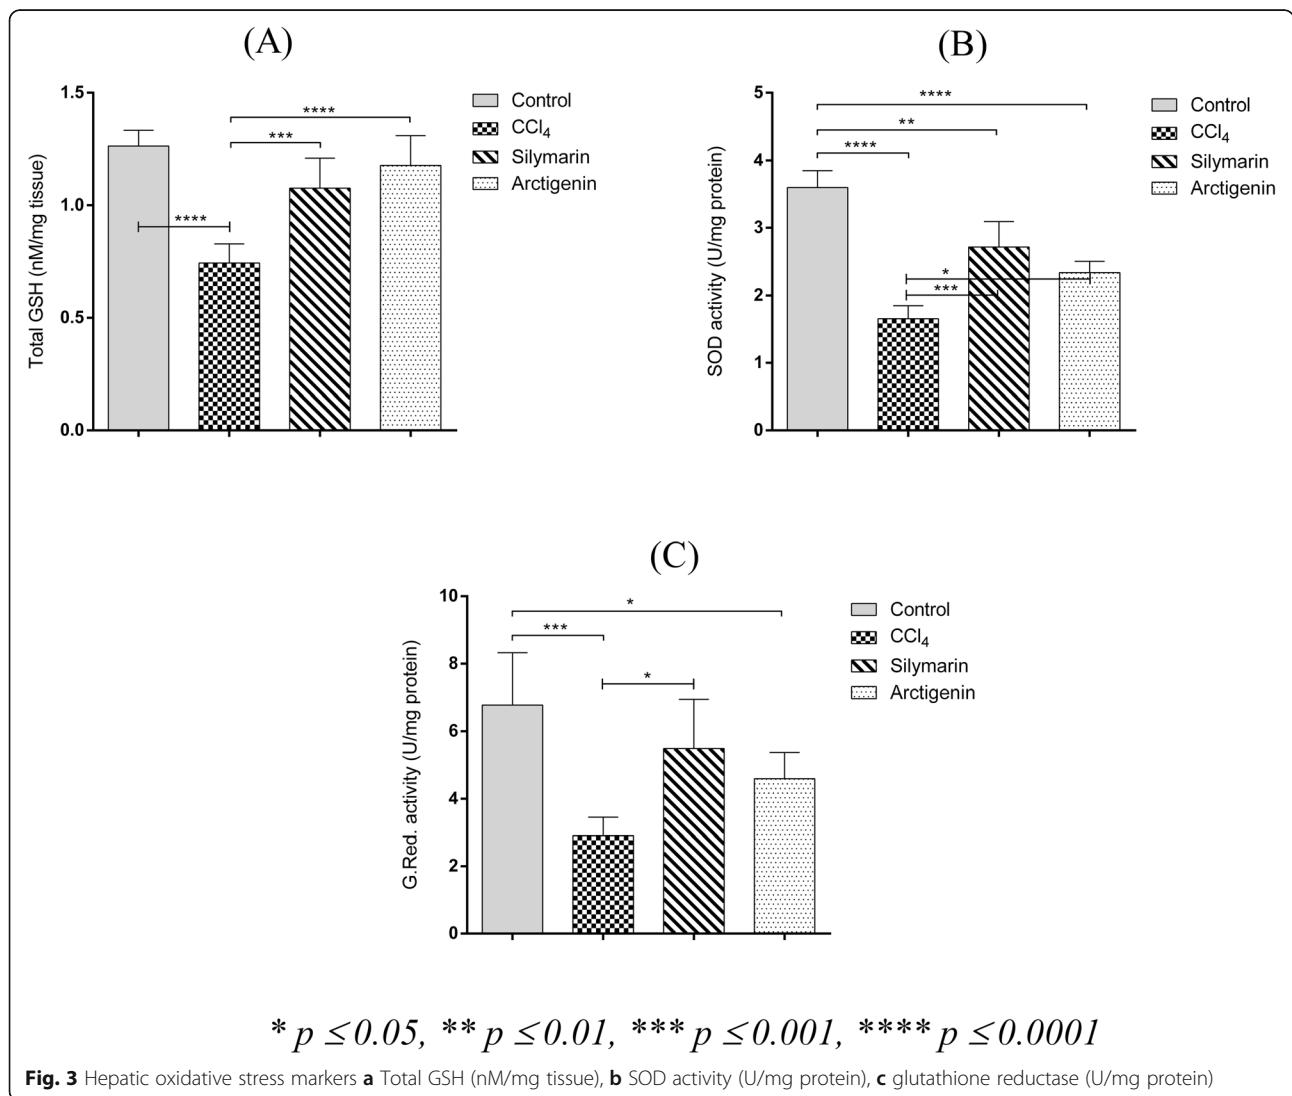 (A)
1.5
1.0
0.5
0.0
Total GSH (nM/mg tissue)
****
***
****
Control
CCl₄
Silymarin
Arctigenin
(B)
5
4
3
2
1
0
SOD activity (U/mg protein)
****
**
****
*
***
Control
CCl₄
Silymarin
Arctigenin
(C)
10
8
6
4
2
0
G.Red. activity (U/mg protein)
*
***
*
Control
CCl₄
Silymarin
Arctigenin
* p ≤ 0.05, ** p ≤ 0.01, *** p ≤ 0.001, **** p ≤ 0.0001
Fig. 3 Hepatic oxidative stress markers a Total GSH (nM/mg tissue), b SOD activity (U/mg protein), c glutathione reductase (U/mg protein)